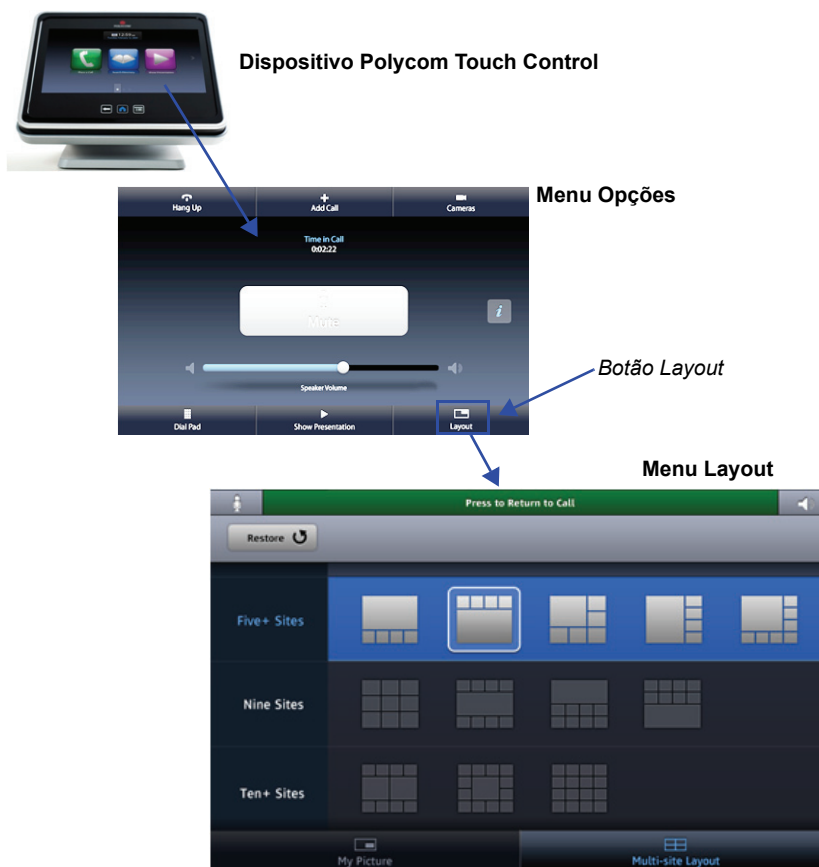 Dispositivo Polycom Touch Control
Menu Opções
Hang Up
Add Call
Cameras
Time in Call
0:02:22
Mute
i
Speaker Volume
Botão Layout
Dial Pad
Show Presentation
Layout
Menu Layout
Press to Return to Call
Restore
Five+ Sites
Nine Sites
Ten+ Sites
My Picture
Multi-site Layout